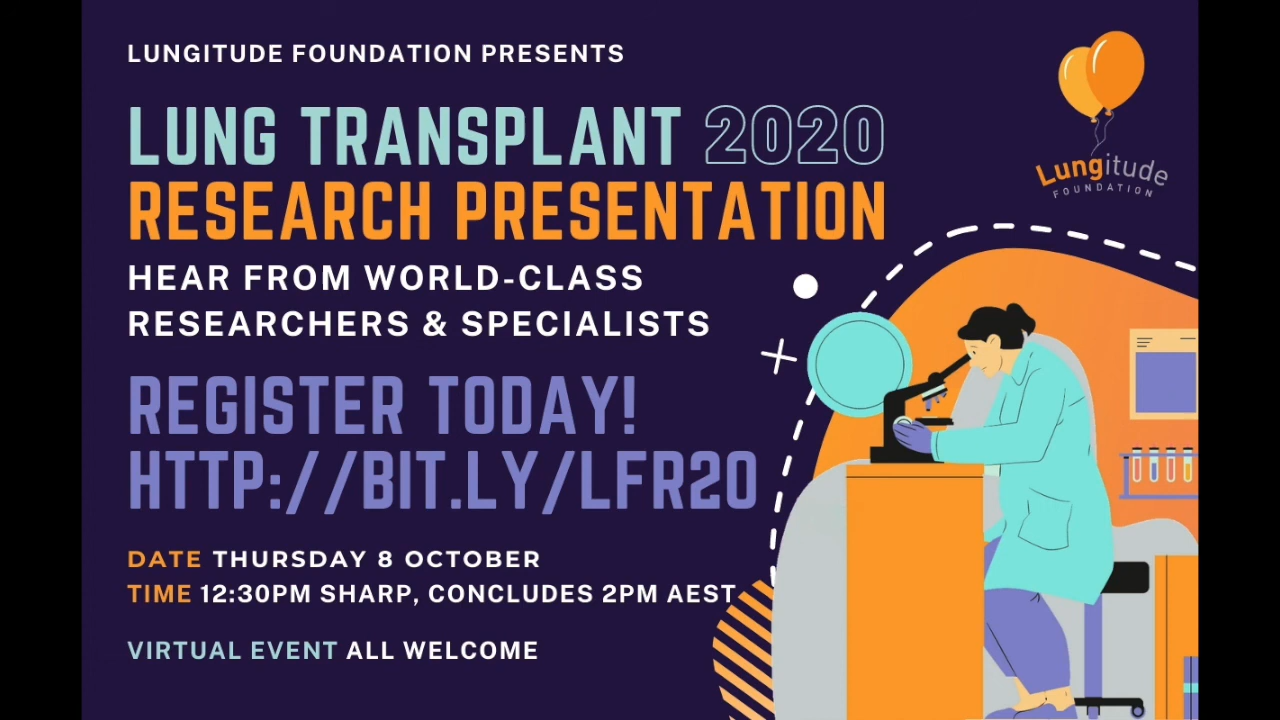 LUNGITUDE FOUNDATION PRESENTS
LUNG TRANSPLANT 2020
RESEARCH PRESENTATION
HEAR FROM WORLD-CLASS
RESEARCHERS & SPECIALISTS
REGISTER TODAY!
HTTP://BIT.LY/LFR20
DATE THURSDAY 8 OCTOBER
TIME 12:30PM SHARP, CONCLUDES 2PM AEST
VIRTUAL EVENT ALL WELCOME
Lungitude
FOUNDATION